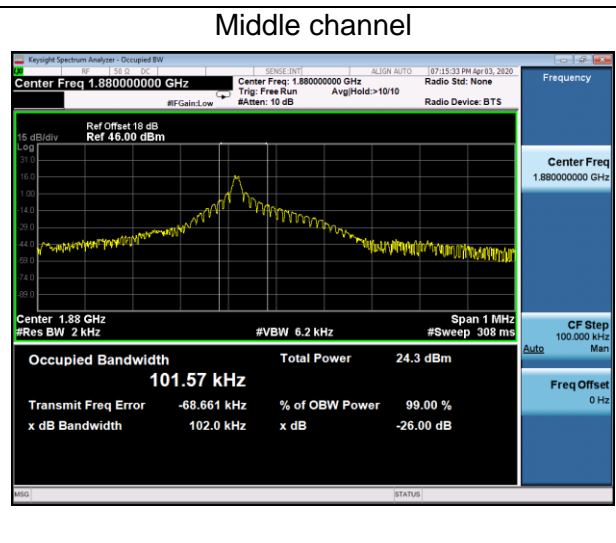 Middle channel
Keysight Spectrum Analyzer - Occupied BW
RF 50 Ω DC SENSE:INT ALIGN AUTO 07:15:33 PM Apr 03, 2020
Center Freq 1.880000000 GHz
Center Freq: 1.880000000 GHz
Radio Std: None
Trig: Free Run Avg|Hold:>10/10
#IFGain:Low #Atten: 10 dB Radio Device: BTS
Frequency
Ref Offset 18 dB
15 dB/div Ref 46.00 dBm
Log
31.0
16.0
1.00
-14.0
-29.0
-44.0
-59.0
-74.0
-89.0
Center 1.88 GHz Span 1 MHz
#Res BW 2 kHz #VBW 6.2 kHz #Sweep 308 ms
Center Freq
1.880000000 GHz
CF Step
100.000 kHz
Auto Man
Freq Offset
0 Hz
Occupied Bandwidth Total Power 24.3 dBm
101.57 kHz
Transmit Freq Error -68.661 kHz % of OBW Power 99.00 %
x dB Bandwidth 102.0 kHz x dB -26.00 dB
MSG STATUS